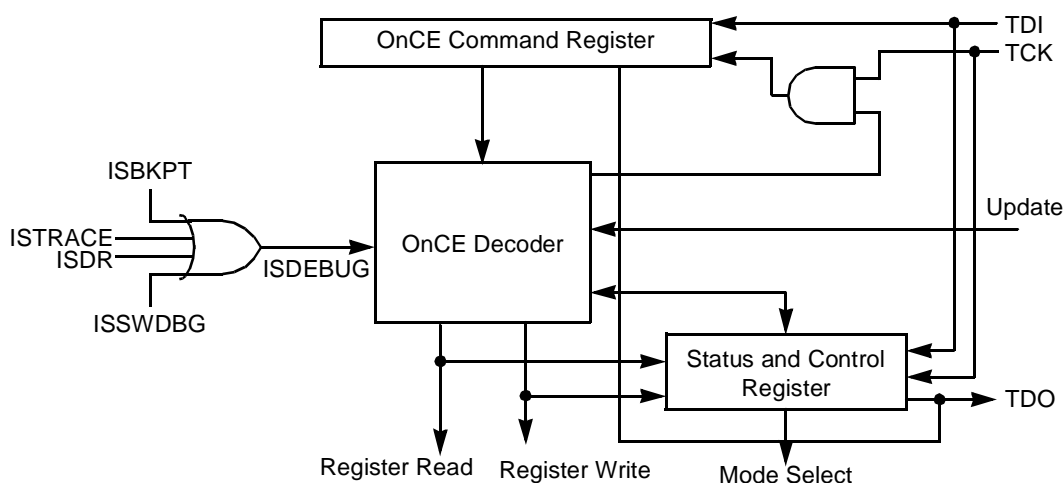 OnCE Command Register
TDI
TCK
ISBKPT
ISTRACE
ISDR
ISSWDBG
ISDEBUG
OnCE Decoder
Update
Status and Control
Register
TDO
Register Read
Register Write
Mode Select